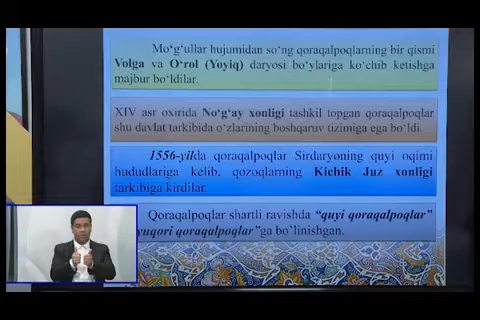 Mo‘g‘ullar hujumidan so‘ng qoraqalpoqlarning bir qismi
Volga va O‘rol (Yoyiq) daryosi bo‘ylariga ko‘chib ketishga
majbur bo‘ldilar.
XIV asr oxirida No‘g‘ay xonligi tashkil topgan qoraqalpoqlar
shu davlat tarkibida o‘zlarining boshqaruv tizimiga ega bo‘ldi.
1556-yilda qoraqalpoqlar Sirdaryoning quyi oqimi
hududlariga kelib, qozoqlarning Kichik Juz xonligi
tarkibiga kirdilar.
Qoraqalpoqlar shartli ravishda “quyi qoraqalpoqlar”
yuqori qoraqalpoqlar”ga bo‘linishgan.